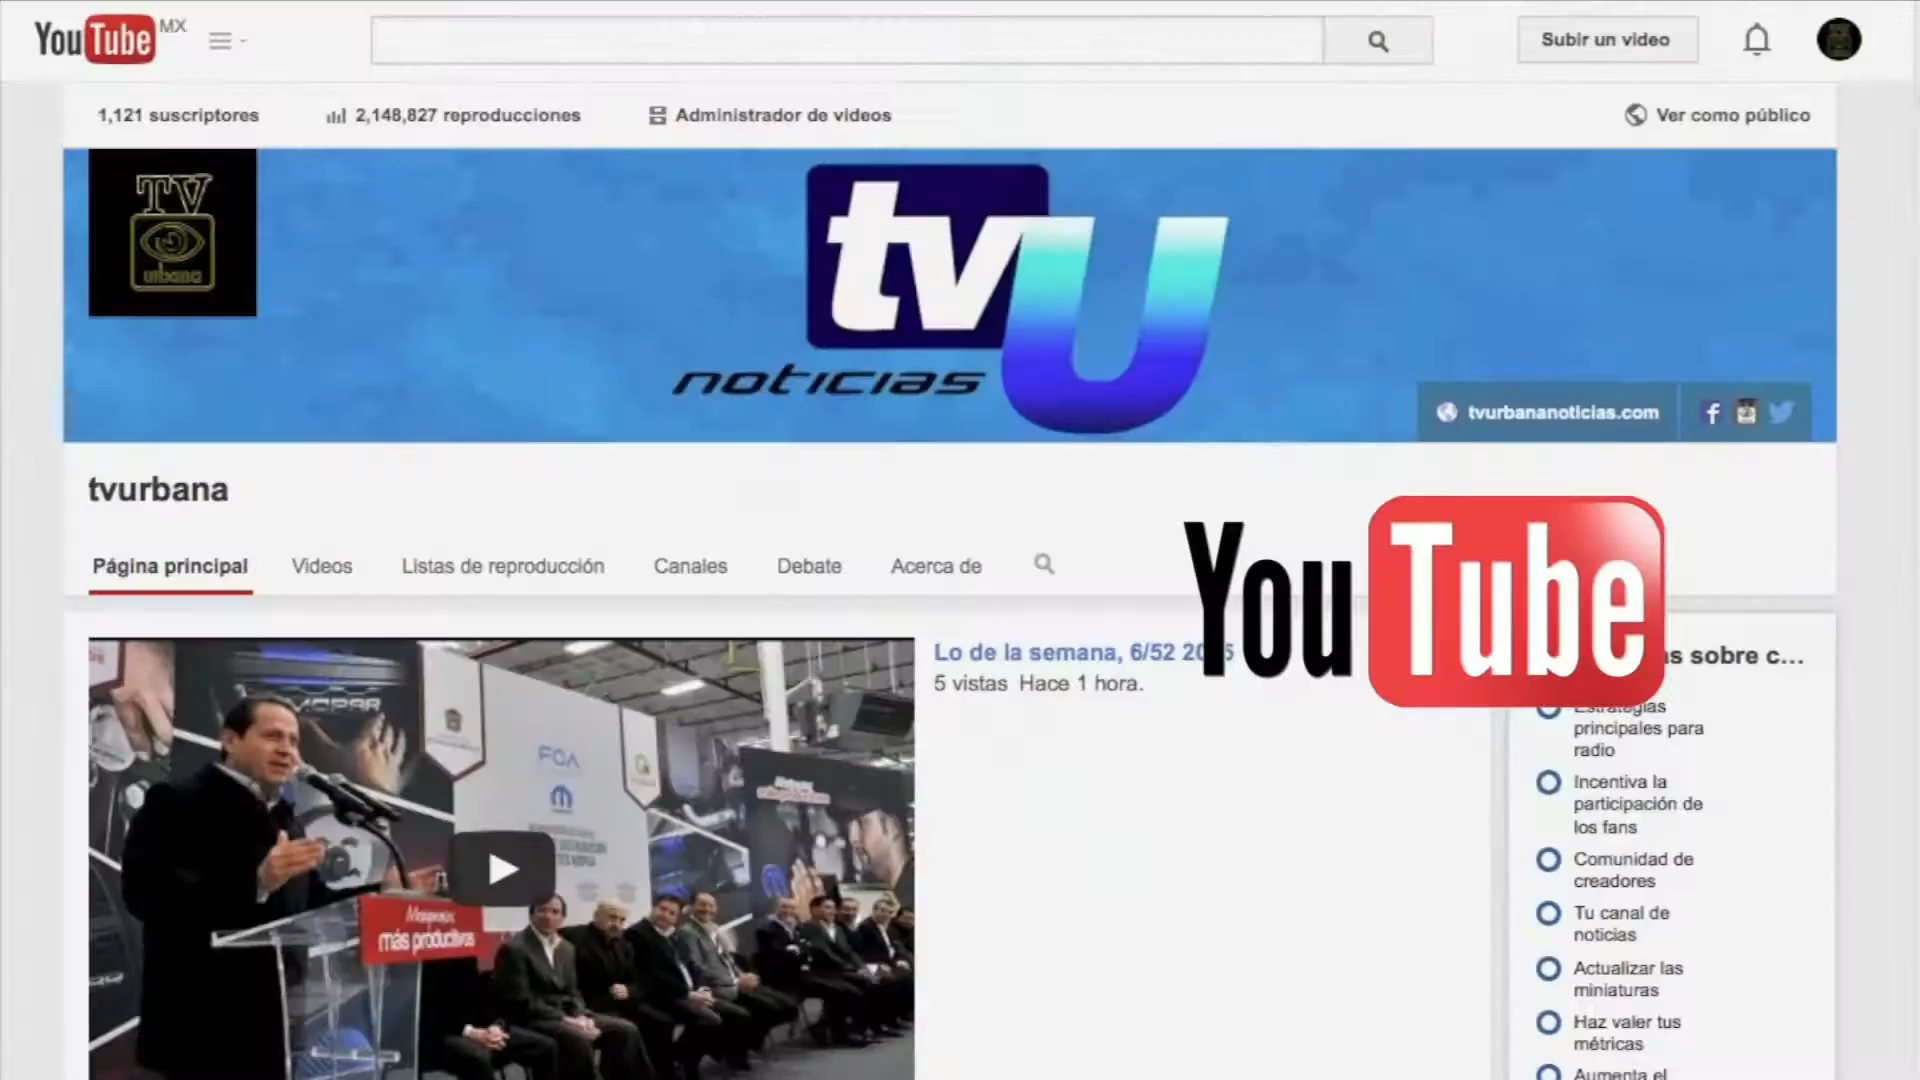 YouTube MX
Subir un video
1,121 suscriptores
2,148,827 reproducciones
Administrador de videos
Ver como público
TV
urbana
tvU
noticias
tvurbananoticias.com
tvurbana
Página principal
Videos
Listas de reproducción
Canales
Debate
Acerca de
YouTube
Lo de la semana, 6/52 20
5 vistas Hace 1 hora.
sobre c...
Estrategias
principales para
radio
Incentiva la
participación de
los fans
Comunidad de
creadores
Tu canal de
noticias
Actualizar las
miniaturas
Haz valer tus
métricas
Aumenta el
MOPAR
FCA
más productivos